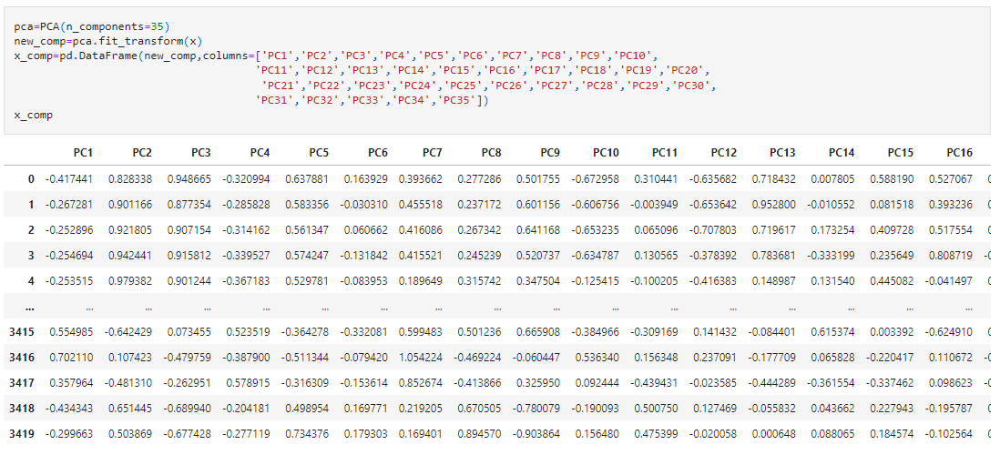 pca=PCA(n_components=35)
new_comp=pca.fit_transform(x)
x_comp=pd.DataFrame(new_comp,columns=['PC1','PC2','PC3','PC4','PC5','PC6','PC7','PC8','PC9','PC10',
'PC11','PC12','PC13','PC14','PC15','PC16','PC17','PC18','PC19','PC20',
'PC21','PC22','PC23','PC24','PC25','PC26','PC27','PC28','PC29','PC30',
'PC31','PC32','PC33','PC34','PC35'])
x_comp
PC1 PC2 PC3 PC4 PC5 PC6 PC7 PC8 PC9 PC10 PC11 PC12 PC13 PC14 PC15 PC16
0 -0.417441 0.828338 0.948665 -0.320994 0.637881 0.163929 0.393662 0.277286 0.501755 -0.672958 0.310441 -0.635682 0.718432 0.007805 0.588190 0.527067
1 -0.267281 0.901166 0.877354 -0.285828 0.583356 -0.030310 0.455518 0.237172 0.601156 -0.606756 -0.003949 -0.653642 0.952800 -0.010552 0.081518 0.393236
2 -0.252896 0.921805 0.907154 -0.314162 0.561347 0.060662 0.416086 0.267342 0.641168 -0.653235 0.065096 -0.707803 0.719617 0.173254 0.409728 0.517554
3 -0.254694 0.942441 0.915812 -0.339527 0.574247 -0.131842 0.415521 0.245239 0.520737 -0.634787 0.130565 -0.378392 0.783681 -0.333199 0.235649 0.808719
4 -0.253515 0.979382 0.901244 -0.367183 0.529781 -0.083953 0.189649 0.315742 0.347504 -0.125415 -0.100205 -0.416383 0.148987 0.131540 0.445082 -0.041497
... ... ... ... ... ... ... ... ... ... ... ... ... ... ... ... ...
3415 0.554985 -0.642429 0.073455 0.523519 -0.364278 -0.332081 0.599483 0.501236 0.665908 -0.384966 -0.309169 0.141432 -0.084401 0.615374 0.003392 -0.624910
3416 0.702110 0.107423 -0.479759 -0.387900 -0.511344 -0.079420 1.054224 -0.469224 -0.060447 0.536340 0.156348 0.237091 -0.177709 0.065828 -0.220417 0.110672
3417 0.357964 -0.481310 -0.262951 0.578915 -0.316309 -0.153614 0.852674 -0.413866 0.325950 0.092444 -0.439431 -0.023585 -0.444289 -0.361554 -0.337462 0.098623
3418 -0.434343 0.651445 -0.689940 -0.204181 0.498954 0.169771 0.219205 0.670505 -0.780079 -0.190093 0.500750 0.127469 -0.055832 0.043662 0.227943 -0.195787
3419 -0.299663 0.503869 -0.677428 -0.277119 0.734376 0.179303 0.169401 0.894570 -0.903864 0.156480 0.475399 -0.020058 0.000648 0.088065 0.184574 -0.102564